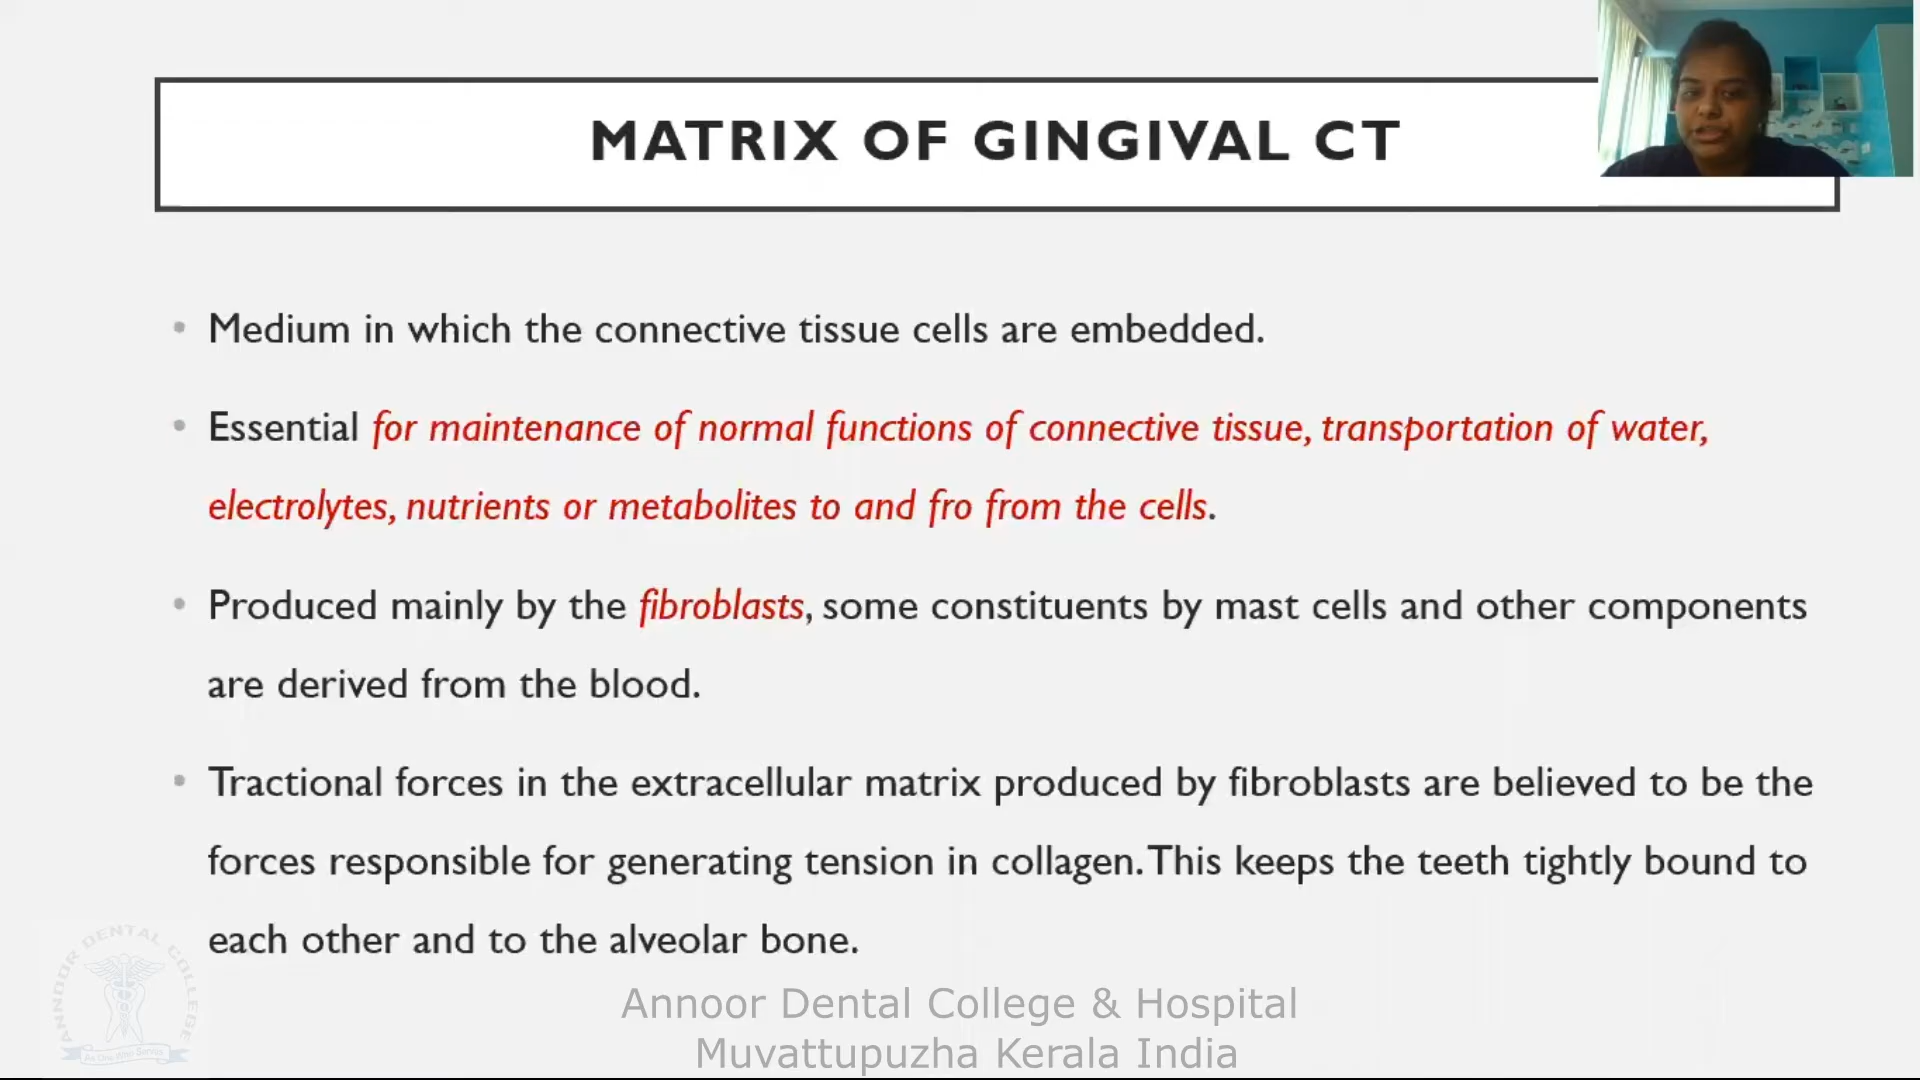 MATRIX OF GINGIVAL CT
• Medium in which the connective tissue cells are embedded.
• Essential for maintenance of normal functions of connective tissue, transportation of water,
electrolytes, nutrients or metabolites to and fro from the cells.
• Produced mainly by the fibroblasts, some constituents by mast cells and other components
are derived from the blood.
• Tractional forces in the extracellular matrix produced by fibroblasts are believed to be the
forces responsible for generating tension in collagen. This keeps the teeth tightly bound to
each other and to the alveolar bone.
ANNOOR DENTAL COLLEGE
Annoor Dental College & Hospital
Muvattupuzha Kerala India